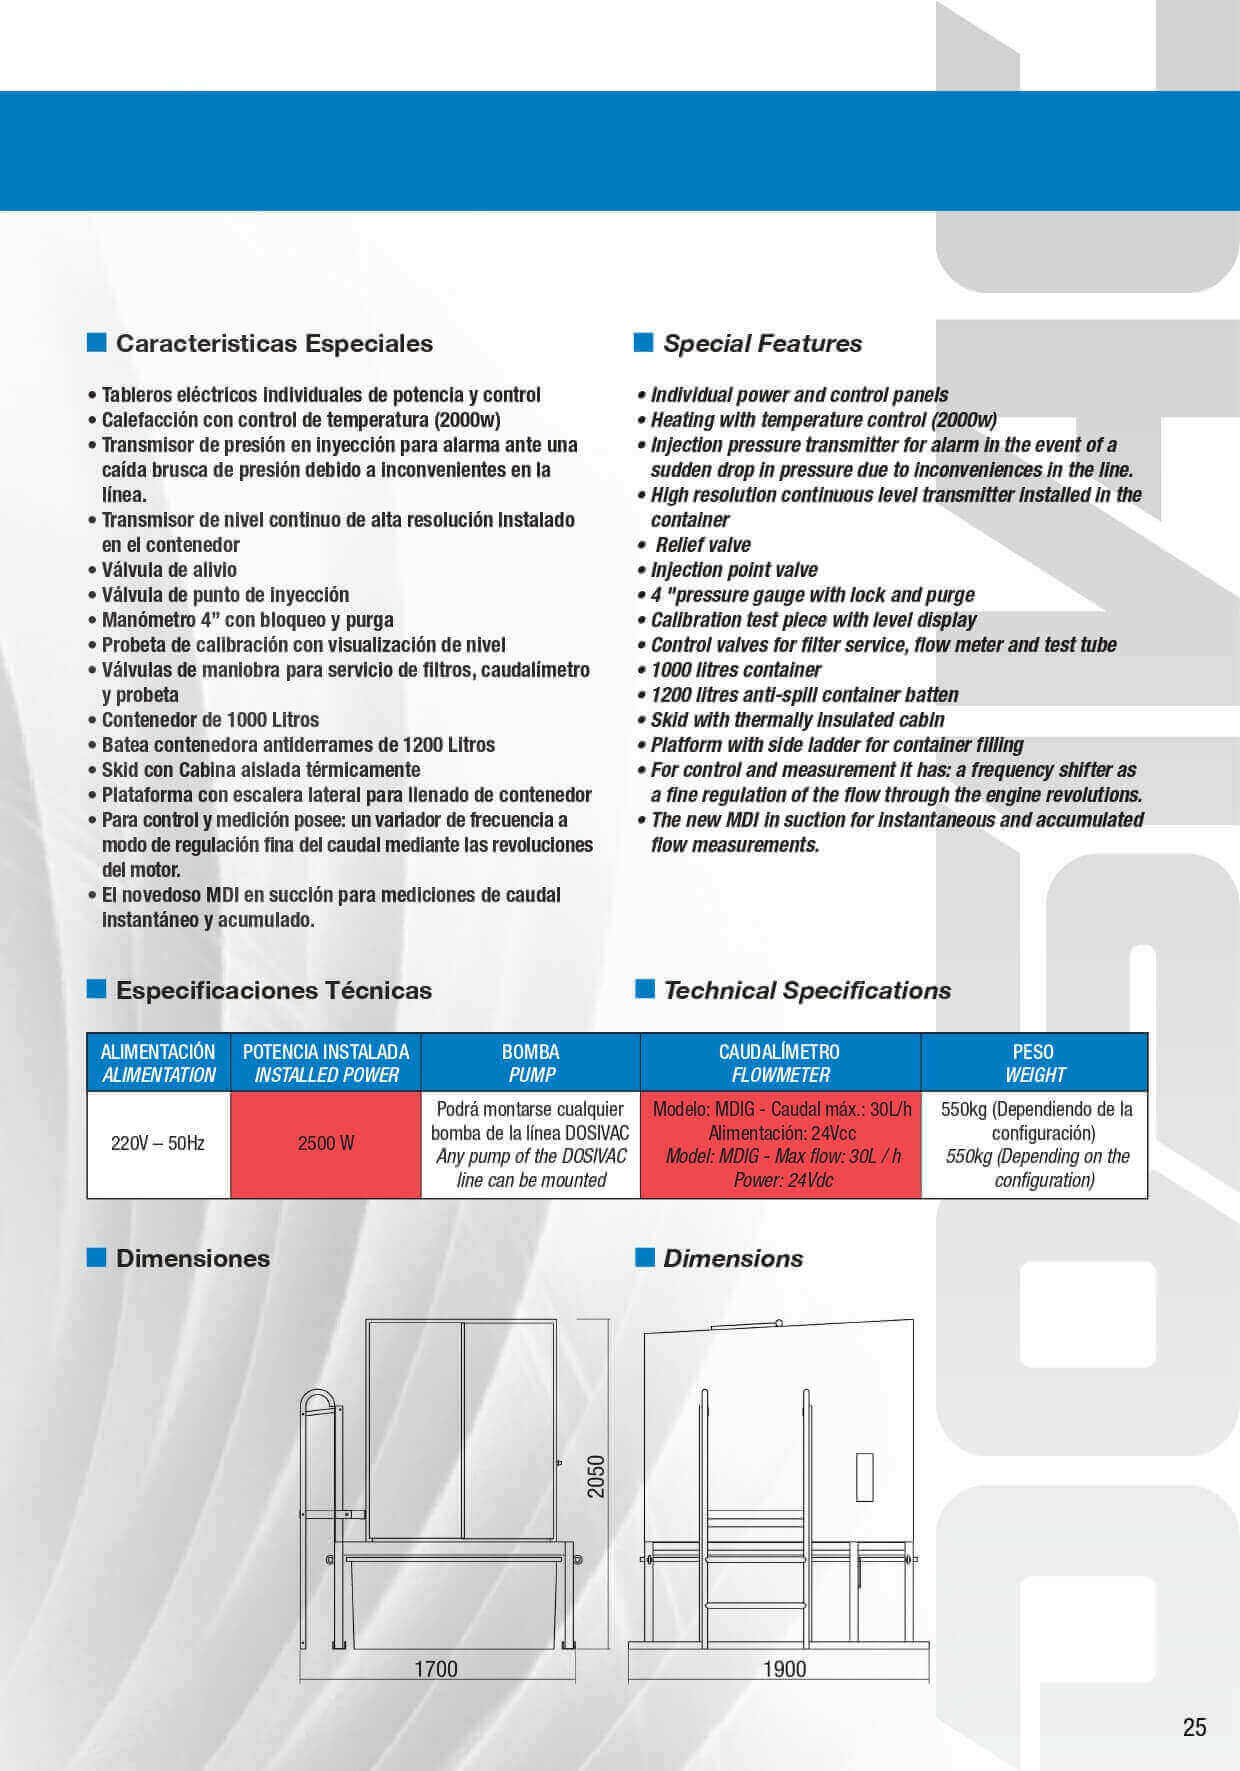 Caracteristicas Especiales
• Tableros eléctricos individuales de potencia y control
• Calefacción con control de temperatura (2000w)
• Transmisor de presión en inyección para alarma ante una
caída brusca de presión debido a inconvenientes en la
línea.
• Transmisor de nivel continuo de alta resolución instalado
en el contenedor
• Válvula de alivio
• Válvula de punto de inyección
• Manómetro 4” con bloqueo y purga
• Probeta de calibración con visualización de nivel
• Válvulas de maniobra para servicio de filtros, caudalímetro
y probeta
• Contenedor de 1000 Litros
• Batea contenedora antiderrames de 1200 Litros
• Skid con Cabina aislada térmicamente
• Plataforma con escalera lateral para llenado de contenedor
• Para control y medición posee: un variador de frecuencia a
modo de regulación fina del caudal mediante las revoluciones
del motor.
• El novedoso MDI en succión para mediciones de caudal
instantáneo y acumulado.
Special Features
• Individual power and control panels
• Heating with temperature control (2000w)
• Injection pressure transmitter for alarm in the event of a
sudden drop in pressure due to inconveniences in the line.
• High resolution continuous level transmitter installed in the
container
• Relief valve
• Injection point valve
• 4 "pressure gauge with lock and purge
• Calibration test piece with level display
• Control valves for filter service, flow meter and test tube
• 1000 litres container
• 1200 litres anti-spill container batten
• Skid with thermally insulated cabin
• Platform with side ladder for container filling
• For control and measurement it has: a frequency shifter as
a fine regulation of the flow through the engine revolutions.
• The new MDI in suction for instantaneous and accumulated
flow measurements.
Especificaciones Técnicas
Technical Specifications
ALIMENTACIÓN
ALIMENTATION
POTENCIA INSTALADA
INSTALLED POWER
BOMBA
PUMP
CAUDALÍMETRO
FLOWMETER
PESO
WEIGHT
220V – 50Hz
2500 W
Podrá montarse cualquier
bomba de la línea DOSIVAC
Any pump of the DOSIVAC
line can be mounted
Modelo: MDIG - Caudal máx.: 30L/h
Alimentación: 24Vcc
Model: MDIG - Max flow: 30L / h
Power: 24Vdc
550kg (Dependiendo de la
configuración)
550kg (Depending on the
configuration)
Dimensiones
Dimensions
2050
1700
1900
25
DOSIVAC